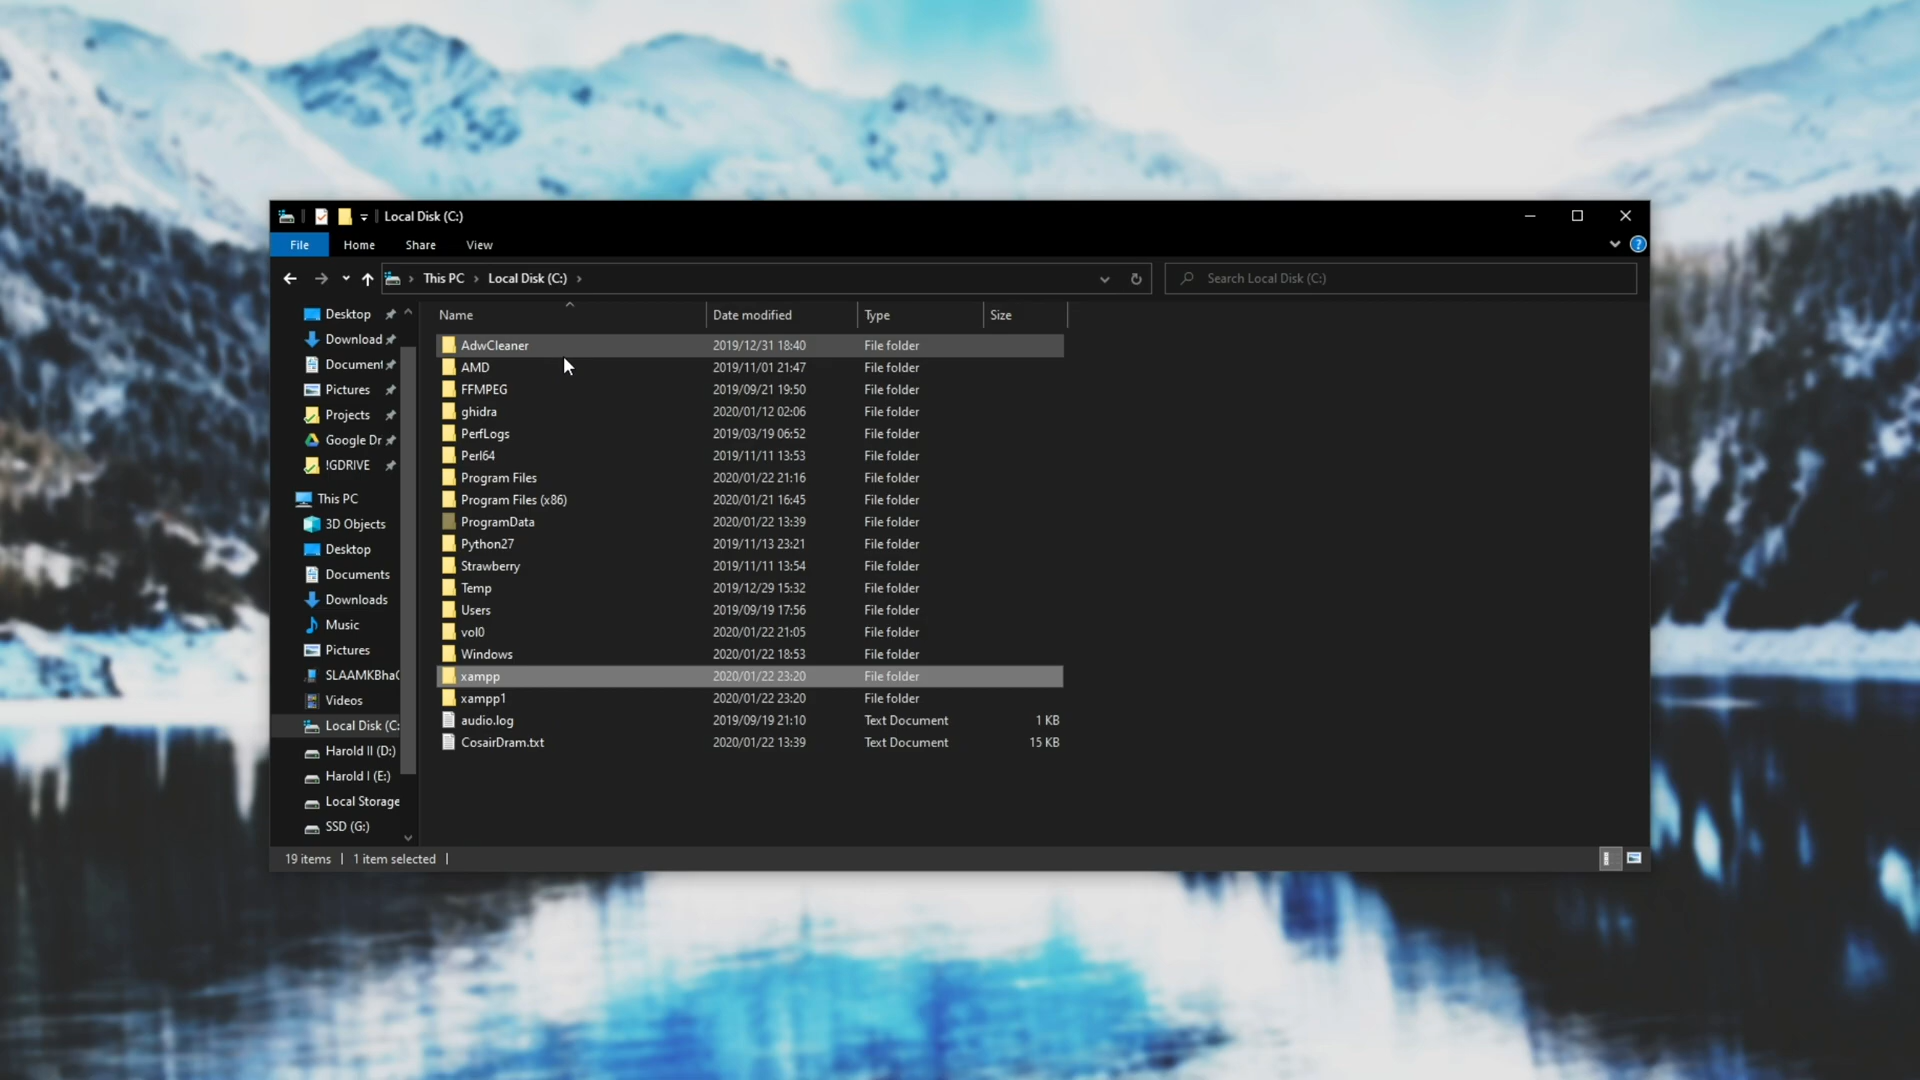 Local Disk (C:)
File Home Share View
This PC Local Disk (C:) Search Local Disk (C:)
Name Date modified Type Size
Desktop
Download
Document
Pictures
Projects
Google Dr
!GDRIVE
This PC
3D Objects
Desktop
Documents
Downloads
Music
Pictures
SLAAMKBha
Videos
Local Disk (C:
Harold II (D:)
Harold I (E:)
Local Storage
SSD (G:)
AdwCleaner 2019/12/31 18:40 File folder
AMD 2019/11/01 21:47 File folder
FFMPEG 2019/09/21 19:50 File folder
ghidra 2020/01/12 02:06 File folder
PerfLogs 2019/03/19 06:52 File folder
Perl64 2019/11/11 13:53 File folder
Program Files 2020/01/22 21:16 File folder
Program Files (x86) 2020/01/21 16:45 File folder
ProgramData 2020/01/22 13:39 File folder
Python27 2019/11/13 23:21 File folder
Strawberry 2019/11/11 13:54 File folder
Temp 2019/12/29 15:32 File folder
Users 2019/09/19 17:56 File folder
vol0 2020/01/22 21:05 File folder
Windows 2020/01/22 18:53 File folder
xampp 2020/01/22 23:20 File folder
xampp1 2020/01/22 23:20 File folder
audio.log 2019/09/19 21:10 Text Document 1 KB
CosairDram.txt 2020/01/22 13:39 Text Document 15 KB
19 items 1 item selected